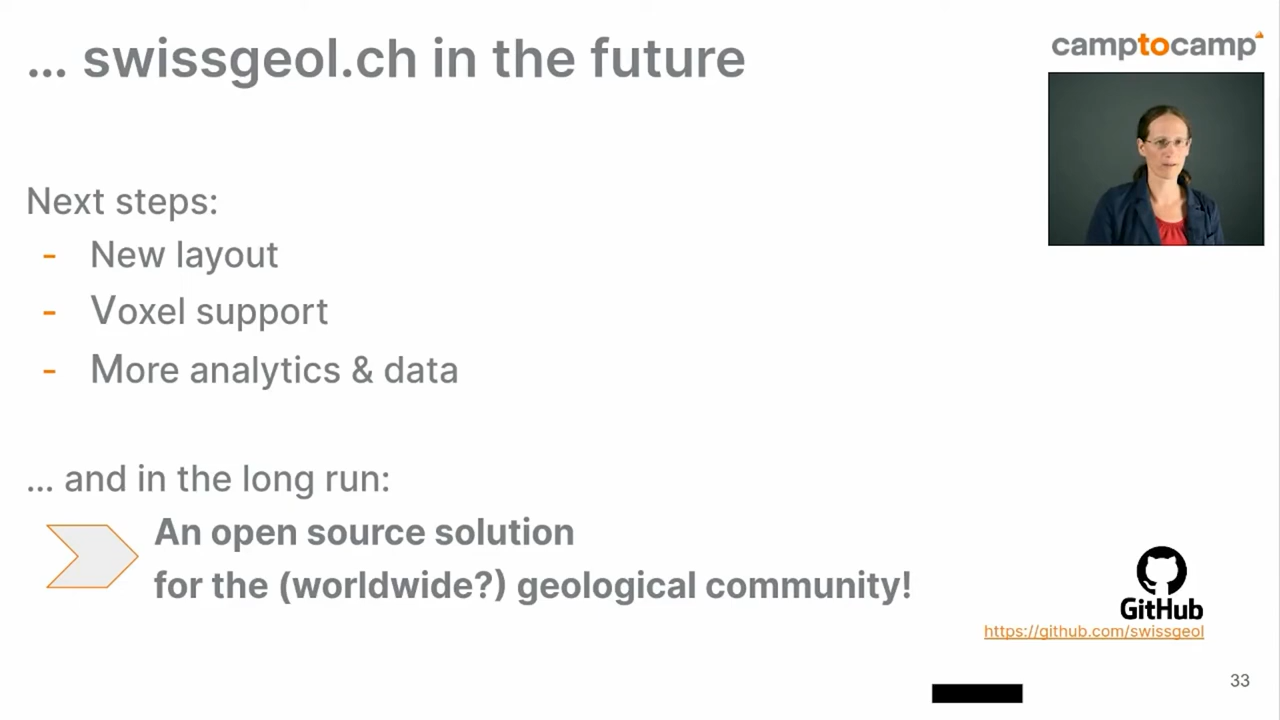 ... swissgeol.ch in the future
camptocamp
Next steps:
- New layout
- Voxel support
- More analytics & data
... and in the long run:
An open source solution
for the (worldwide?) geological community!
GitHub
https://github.com/swissgeol
33